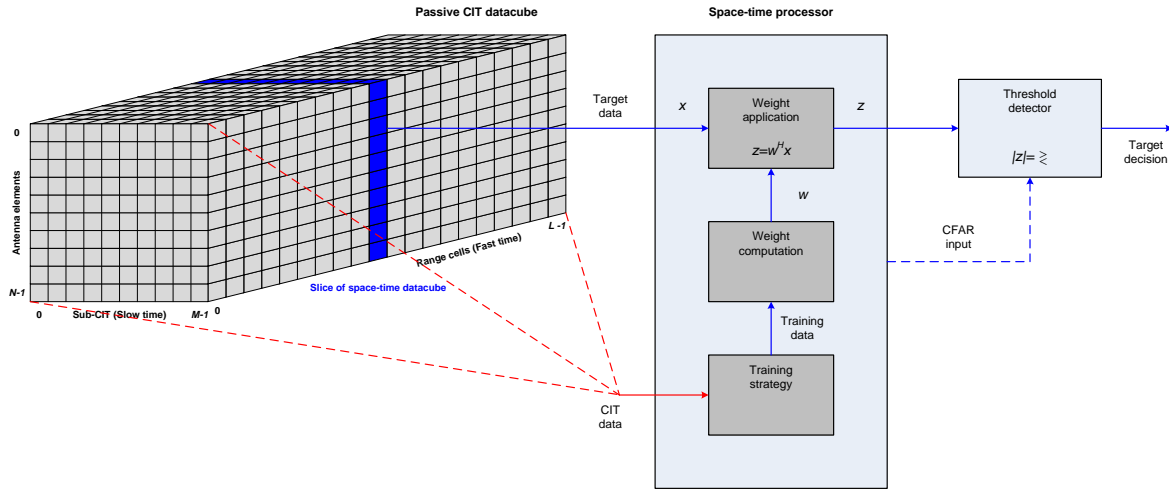 Passive CIT datacube
Space-time processor
0
Antenna elements
N-1
0
Sub-CIT (Slow time)
M-1
0
Slice of space-time datacube
Range cells (Fast time)
L -1
Target
data
x
Weight
application
z=w^H x
z
Threshold
detector
|z|= ≷
Target
decision
w
Weight
computation
CFAR
input
Training
data
Training
strategy
CIT
data